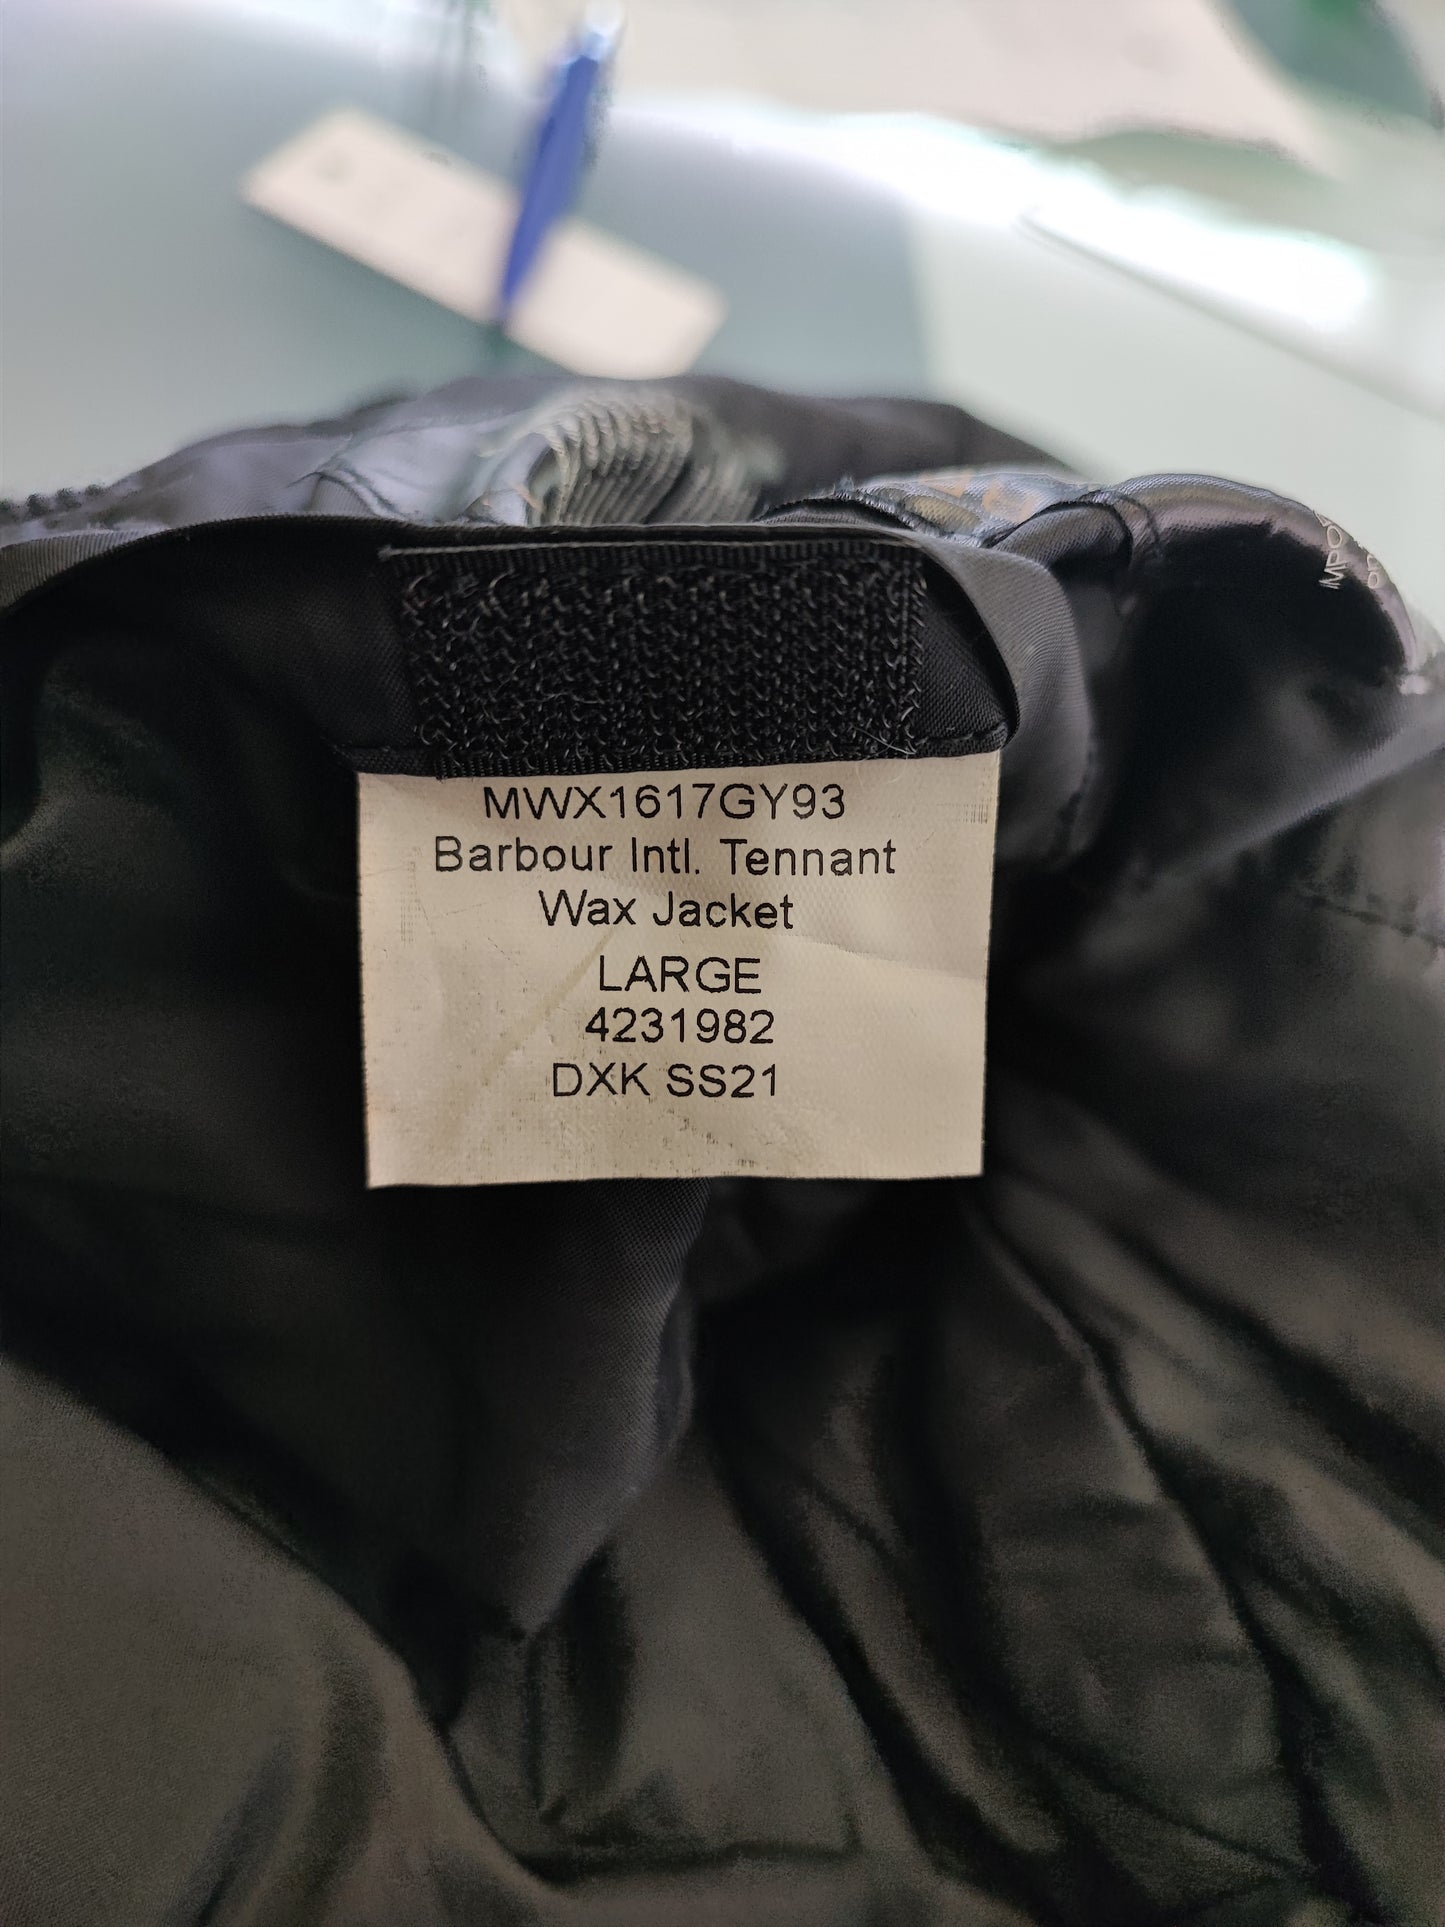 MWX1617GY93
Barbour Intl. Tennant
Wax Jacket
LARGE
4231982
DXK SS21